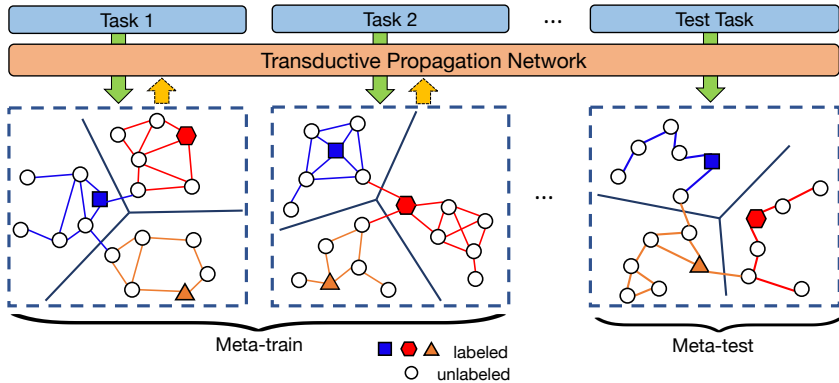 Task 1
Task 2
...
Test Task
Transductive Propagation Network
...
Meta-train
Meta-test
labeled
unlabeled